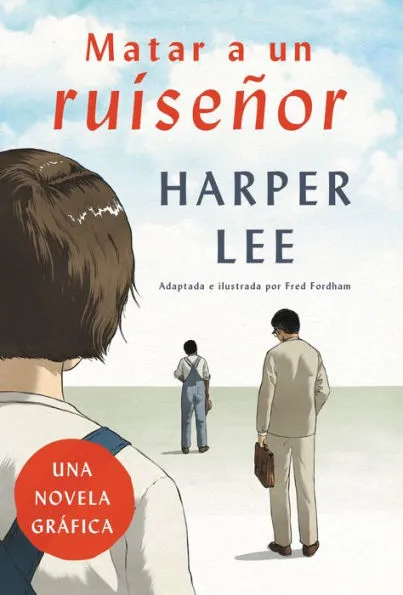 Matar a un
ruiseñor
HARPER
LEE
Adaptada e ilustrada por Fred Fordham
UNA
NOVELA
GRÁFICA